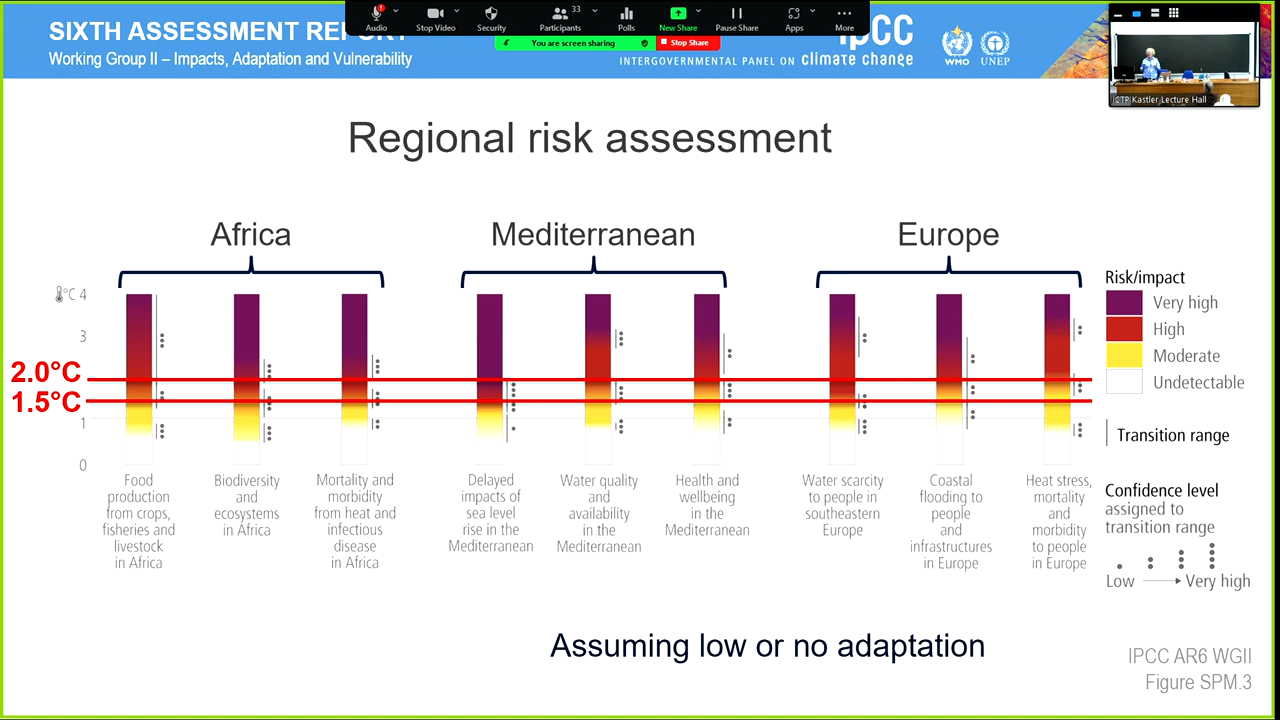 SIXTH ASSESSMENT REPORT
Working Group II – Impacts, Adaptation and Vulnerability
Audio
Stop Video
Security
Participants
33
Polls
New Share
Pause Share
Apps
More
You are screen sharing
Stop Share
ipcc
INTERGOVERNMENTAL PANEL ON climate change
WMO
UNEP
ICTP Kastler Lecture Hall
Regional risk assessment
Africa
Mediterranean
Europe
°C 4
3
2.0°C
1.5°C
1
0
Food
production
from crops,
fisheries and
livestock
in Africa
Biodiversity
and
ecosystems
in Africa
Mortality and
morbidity
from heat and
infectious
disease
in Africa
Delayed
impacts of
sea level
rise in the
Mediterranean
Water quality
and
availability
in the
Mediterranean
Health and
wellbeing
in the
Mediterranean
Water scarcity
to people in
southeastern
Europe
Coastal
flooding to
people
and
infrastructures
in Europe
Heat stress,
mortality
and
morbidity
to people
in Europe
Risk/impact
Very high
High
Moderate
Undetectable
Transition range
Confidence level
assigned to
transition range
Low
Very high
Assuming low or no adaptation
IPCC AR6 WGII
Figure SPM.3